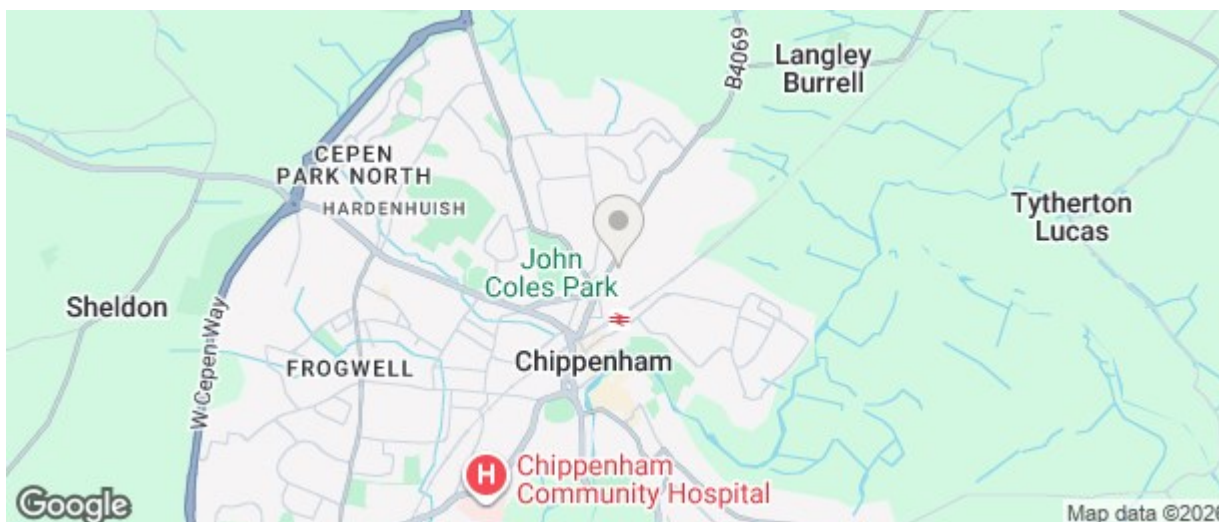 B4069
Langley
Burrell
CEPEN
PARK NORTH
HARDENHUISH
Tytherton
Lucas
John
Coles Park
Sheldon
W Cepen Way
FROGWELL
Chippenham
H
Chippenham
Community Hospital
Google
Map data ©2026